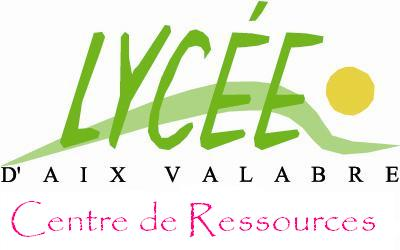 LYCÉE
D'AIX VALABRE
Centre de Ressources